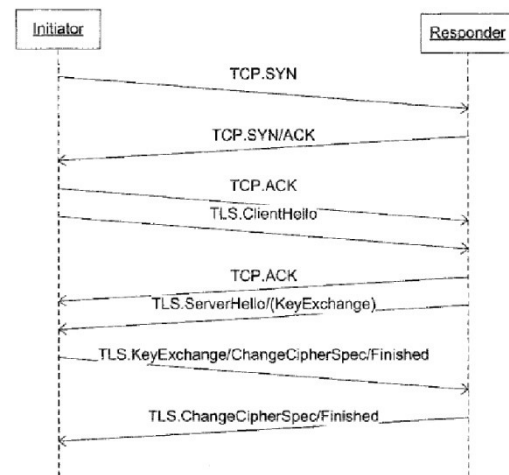 Initiator
Responder
TCP.SYN
TCP.SYN/ACK
TCP.ACK
TLS.ClientHello
TCP.ACK
TLS.ServerHello/(KeyExchange)
TLS.KeyExchange/ChangeCipherSpec/Finished
TLS.ChangeCipherSpec/Finished